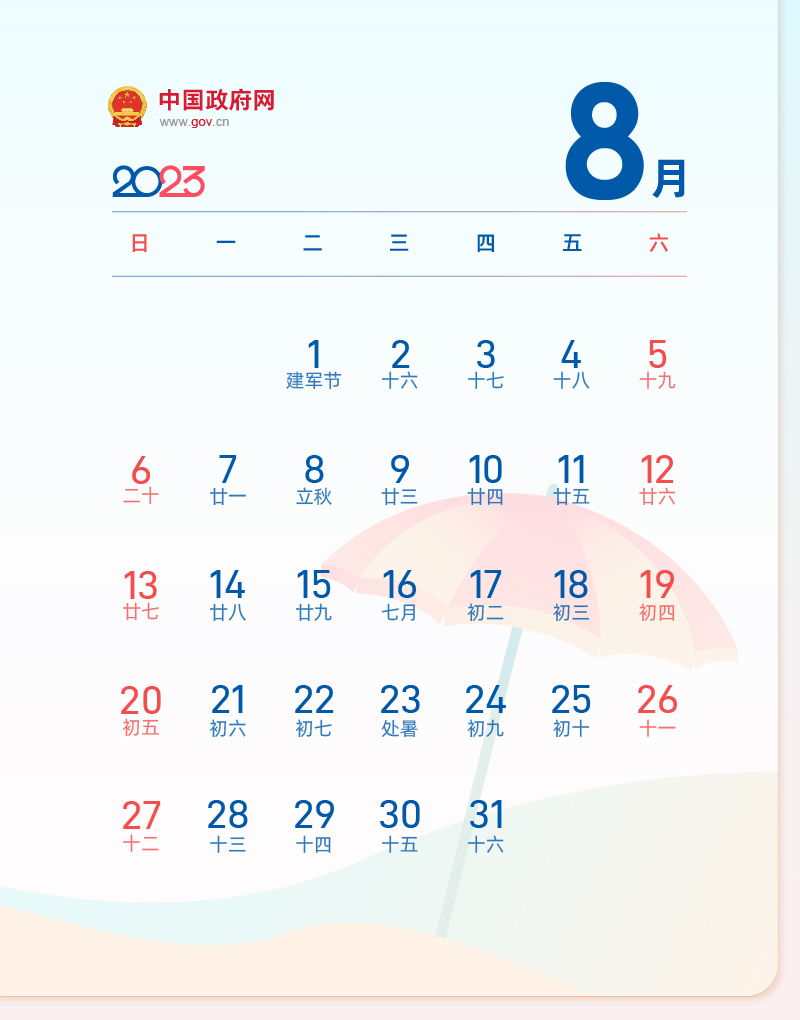 中国政府网
www.gov.cn
2023
8月
日 一 二 三 四 五 六
1 2 3 4 5
建军节 十六 十七 十八 十九
6 7 8 9 10 11 12
二十 廿一 立秋 廿三 廿四 廿五 廿六
13 14 15 16 17 18 19
廿七 廿八 廿九 七月 初二 初三 初四
20 21 22 23 24 25 26
初五 初六 初七 处暑 初九 初十 十一
27 28 29 30 31
十二 十三 十四 十五 十六